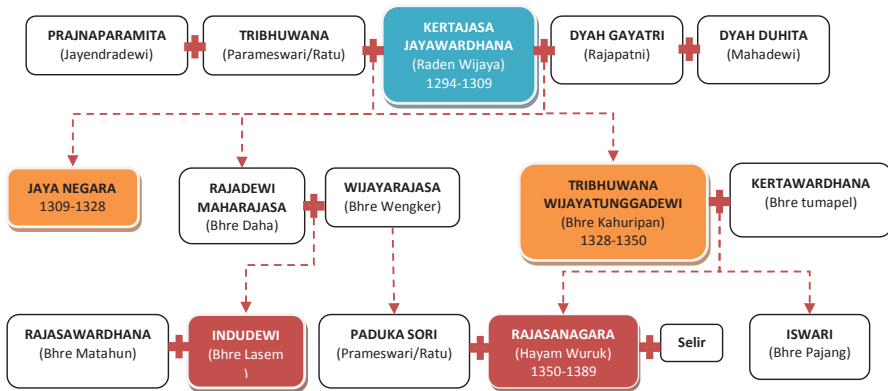 PRAJNAPARAMITA
(Jayendradewi)
TRIBHUWANA
(Parameswari/Ratu)
KERTAJASA
JAYAWARDHANA
(Raden Wijaya)
1294-1309
DYAH GAYATRI
(Rajapatni)
DYAH DUHITA
(Mahadewi)
JAYA NEGARA
1309-1328
RAJADEWI
MAHARAJASA
(Bhre Daha)
WIJAYARAJASA
(Bhre Wengker)
TRIBHUWANA
WIJAYATUNGGADEWI
(Bhre Kahuripan)
1328-1350
KERTAWARDHANA
(Bhre tumapel)
RAJASAWARDHANA
(Bhre Matahun)
INDUDEWI
(Bhre Lasem
)
PADUKA SORI
(Prameswari/Ratu)
RAJASANAGARA
(Hayam Wuruk)
1350-1389
Selir
ISWARI
(Bhre Pajang)